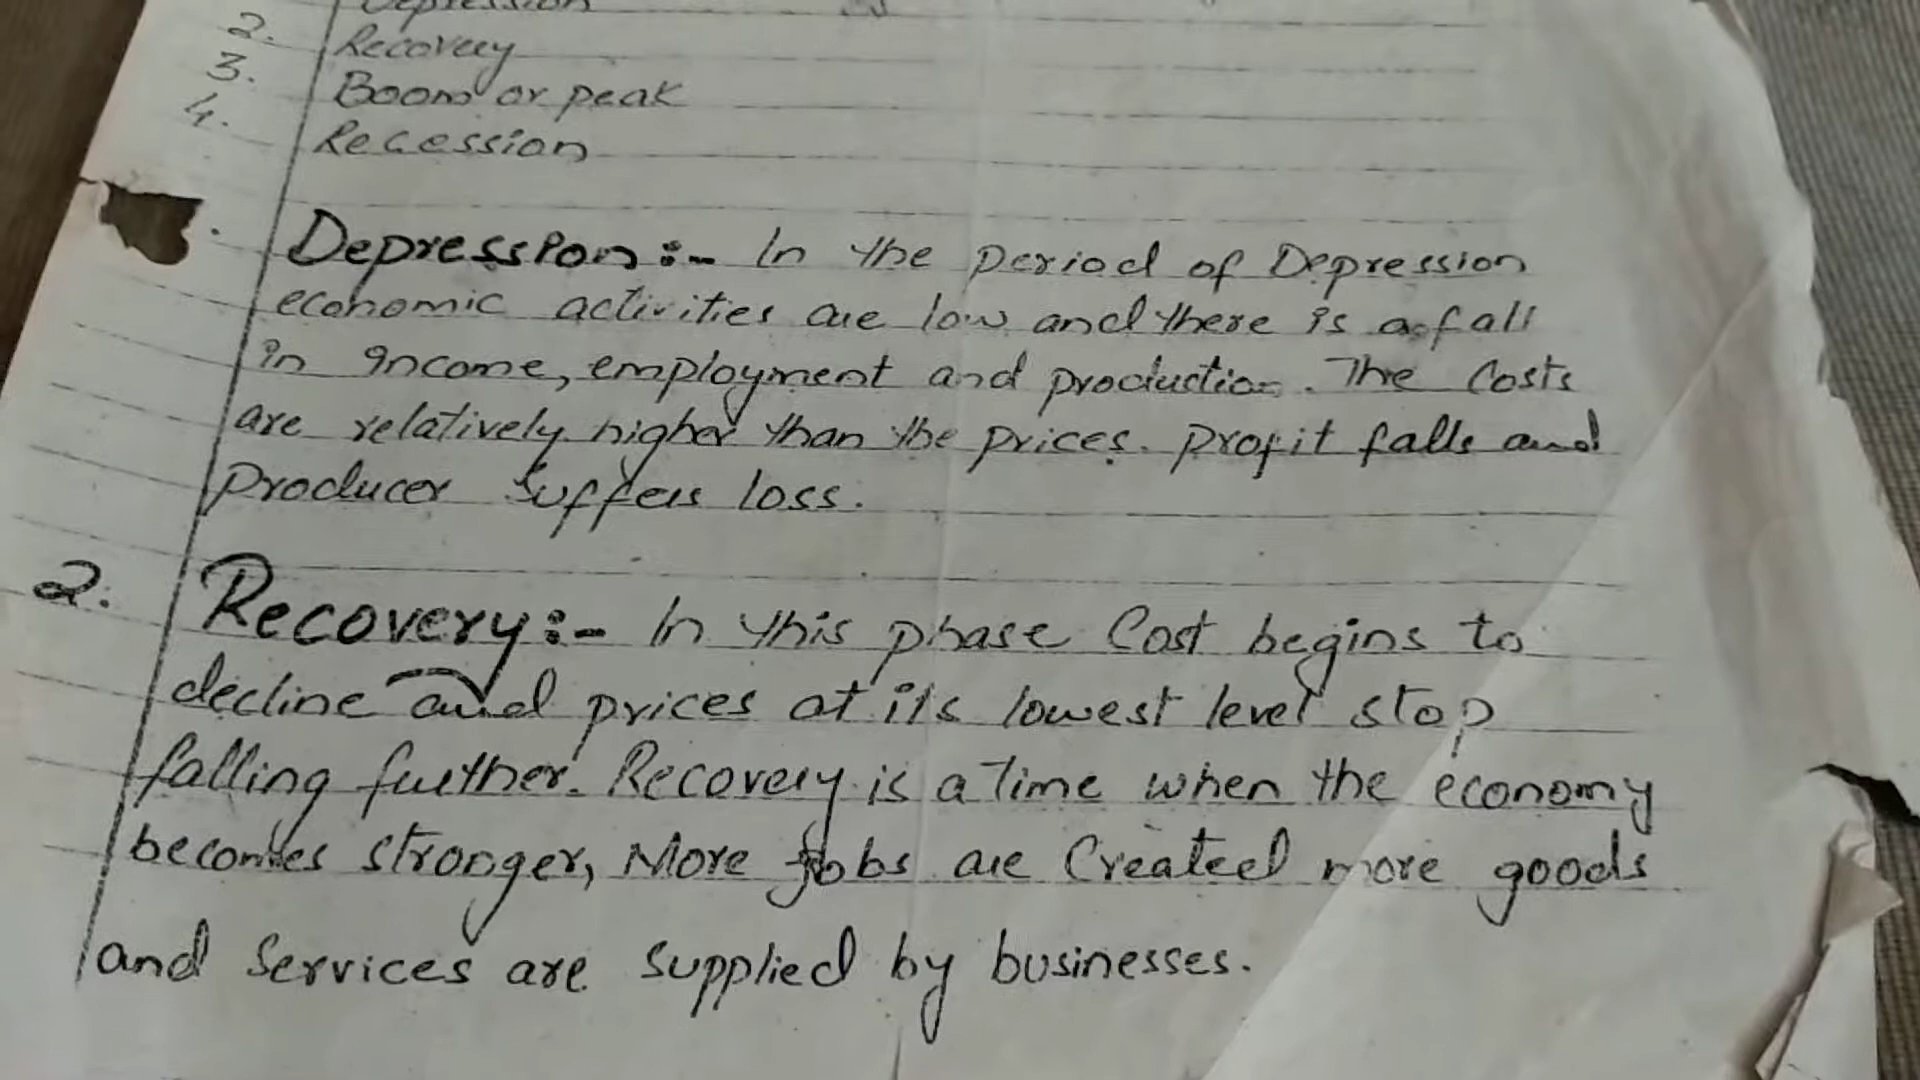 Depression
2. Recovery
3. Boom or peak
4. Recession
Depression :- In the period of Depression
economic activities are low and there is a fall
in income, employment and production. The Costs
are relatively higher than the prices. profit falls and
producer suffers loss.
2. Recovery :- In this phase Cost begins to
decline and prices at its lowest level stop
falling further. Recovery is a time when the economy
becomes stronger, More jobs are Created more goods
and Services are supplied by businesses.